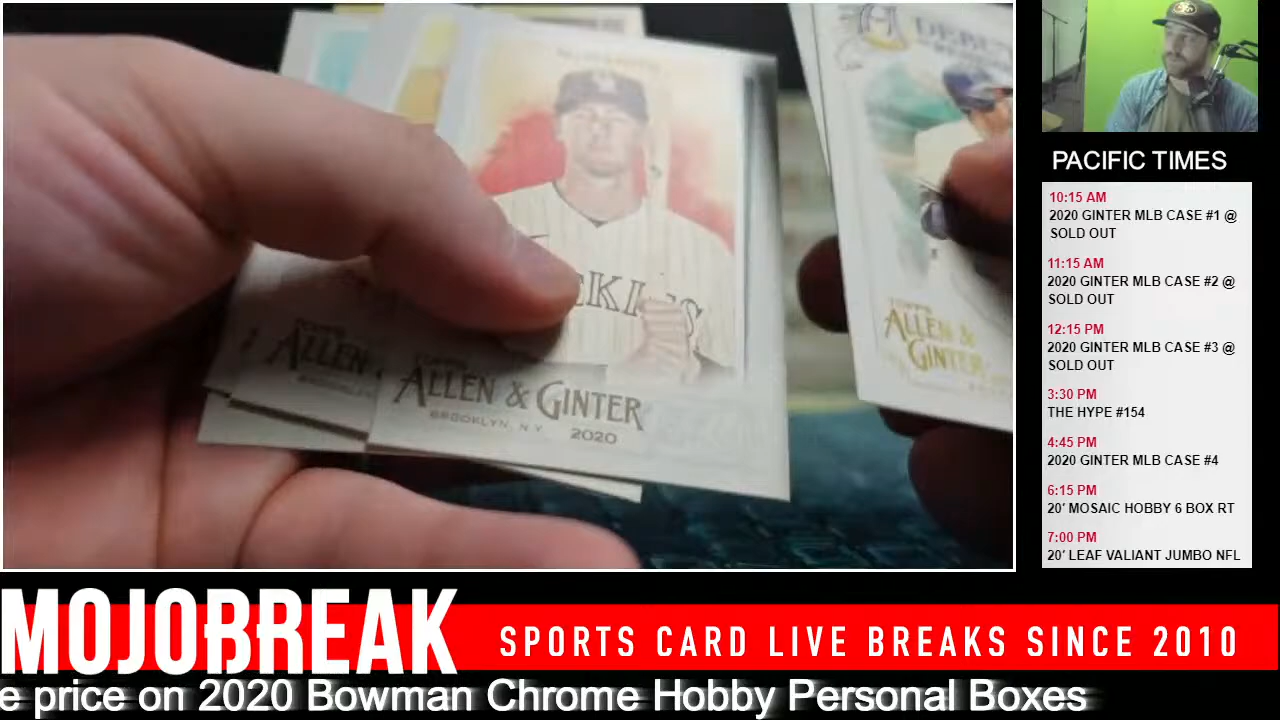 ALLEN & GINTER
BROOKLYN, N.Y. 2020
ALLEN
ALLEN &
GINTER
PACIFIC TIMES
10:15 AM
2020 GINTER MLB CASE #1 @
SOLD OUT
11:15 AM
2020 GINTER MLB CASE #2 @
SOLD OUT
12:15 PM
2020 GINTER MLB CASE #3 @
SOLD OUT
3:30 PM
THE HYPE #154
4:45 PM
2020 GINTER MLB CASE #4
6:15 PM
20' MOSAIC HOBBY 6 BOX RT
7:00 PM
20' LEAF VALIANT JUMBO NFL
MOJOBREAK
SPORTS CARD LIVE BREAKS SINCE 2010
e price on 2020 Bowman Chrome Hobby Personal Boxes